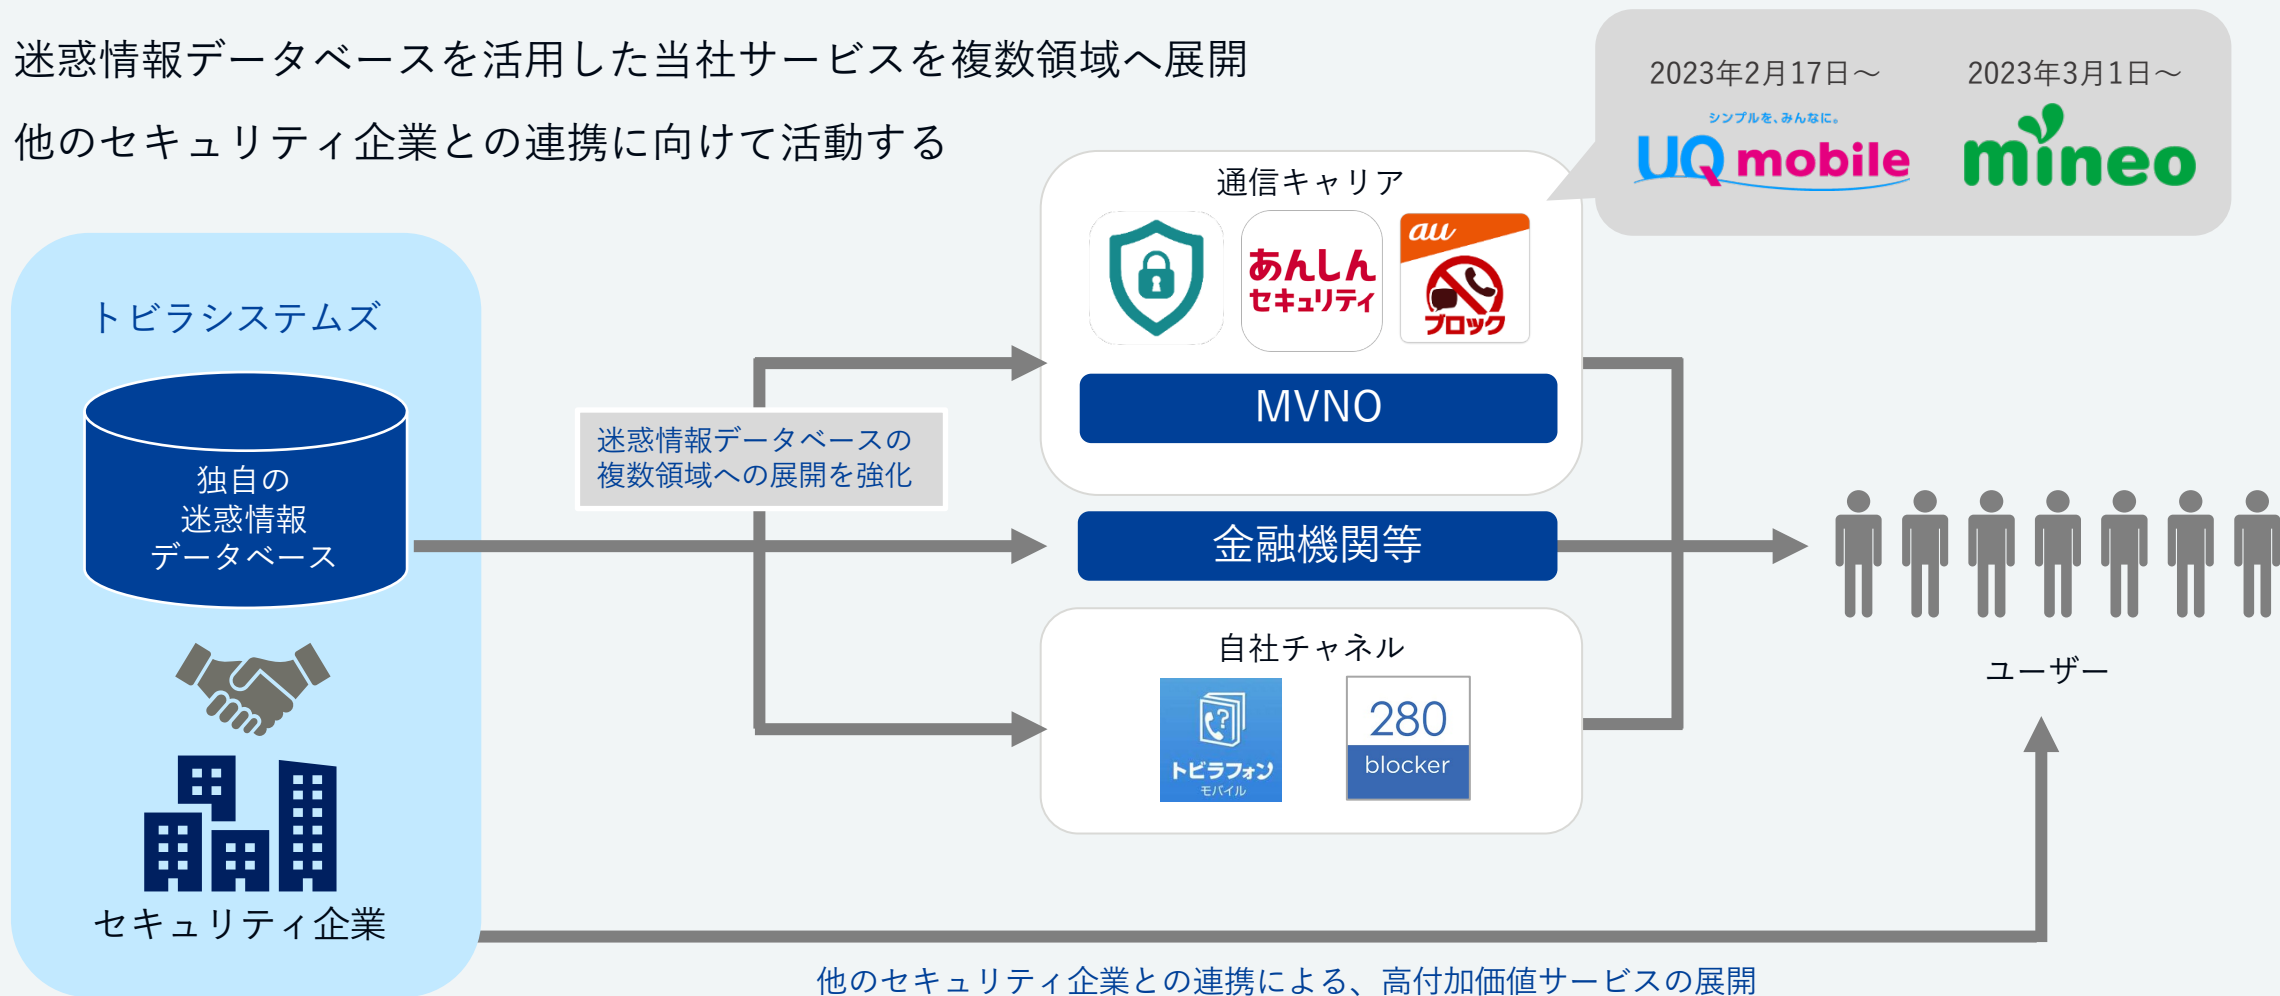 迷惑情報データベースを活用した当社サービスを複数領域へ展開
他のセキュリティ企業との連携に向けて活動する
2023年2月17日～
2023年3月1日～
シンプルを、みんなに。
UQ mobile
mineo
通信キャリア
あんしん
セキュリティ
au
ブロック
MVNO
トビラシステムズ
独自の
迷惑情報
データベース
迷惑情報データベースの
複数領域への展開を強化
金融機関等
自社チャネル
トビラフォン
モバイル
280
blocker
ユーザー
セキュリティ企業
他のセキュリティ企業との連携による、高付加価値サービスの展開